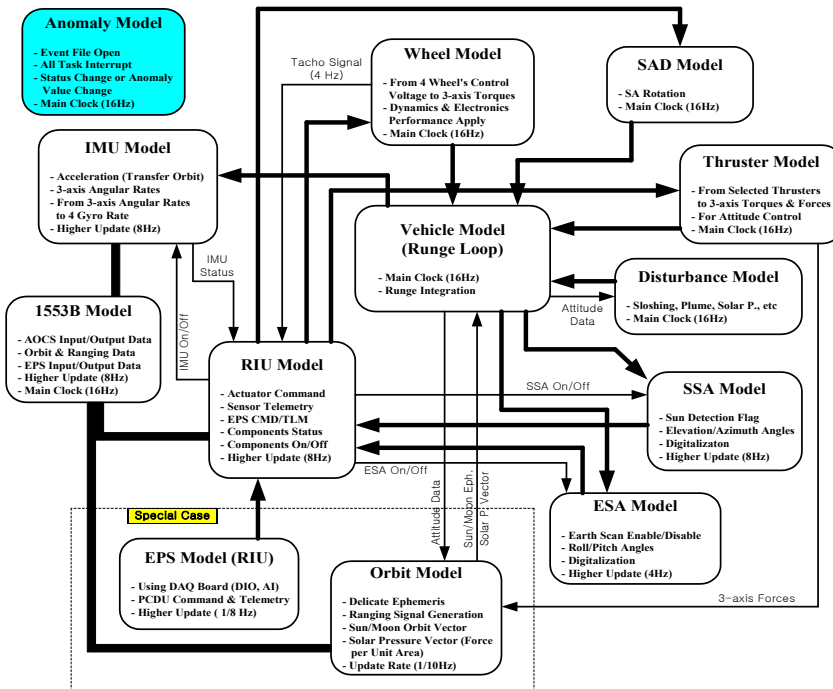 Anomaly Model
- Event File Open
- All Task Interrupt
- Status Change or Anomaly
Value Change
- Main Clock (16Hz)
Tacho Signal
(4 Hz)
Wheel Model
- From 4 Wheel's Control
Voltage to 3-axis Torques
- Dynamics & Electronics
Performance Apply
- Main Clock (16Hz)
SAD Model
- SA Rotation
- Main Clock (16Hz)
IMU Model
- Acceleration (Transfer Orbit)
- 3-axis Angular Rates
- From 3-axis Angular Rates
to 4 Gyro Rate
- Higher Update (8Hz)
Thruster Model
- From Selected Thrusters
to 3-axis Torques & Forces
- For Attitude Control
- Main Clock (16Hz)
Vehicle Model
(Runge Loop)
- Main Clock (16Hz)
- Runge Integration
IMU
Status
IMU On/Off
Disturbance Model
- Sloshing, Plume, Solar P., etc
- Main Clock (16Hz)
Attitude
Data
1553B Model
- AOCS Input/Output Data
- Orbit & Ranging Data
- EPS Input/Output Data
- Higher Update (8Hz)
- Main Clock (16Hz)
RIU Model
- Actuator Command
- Sensor Telemetry
- EPS CMD/TLM
- Components Status
- Components On/Off
- Higher Update (8Hz)
SSA On/Off
SSA Model
- Sun Detection Flag
- Elevation/Azimuth Angles
- Digitalizaton
- Higher Update (8Hz)
ESA On/Off
Attitude Data
Sun/Moon Eph.
Solar P. Vector
ESA Model
- Earth Scan Enable/Disable
- Roll/Pitch Angles
- Digitalization
- Higher Update (4Hz)
Special Case
EPS Model (RIU)
- Using DAQ Board (DIO, AI)
- PCDU Command & Telemetry
- Higher Update ( 1/8 Hz)
Orbit Model
- Delicate Ephemeris
- Ranging Signal Generation
- Sun/Moon Orbit Vector
- Solar Pressure Vector (Force
per Unit Area)
- Update Rate (1/10Hz)
3-axis Forces